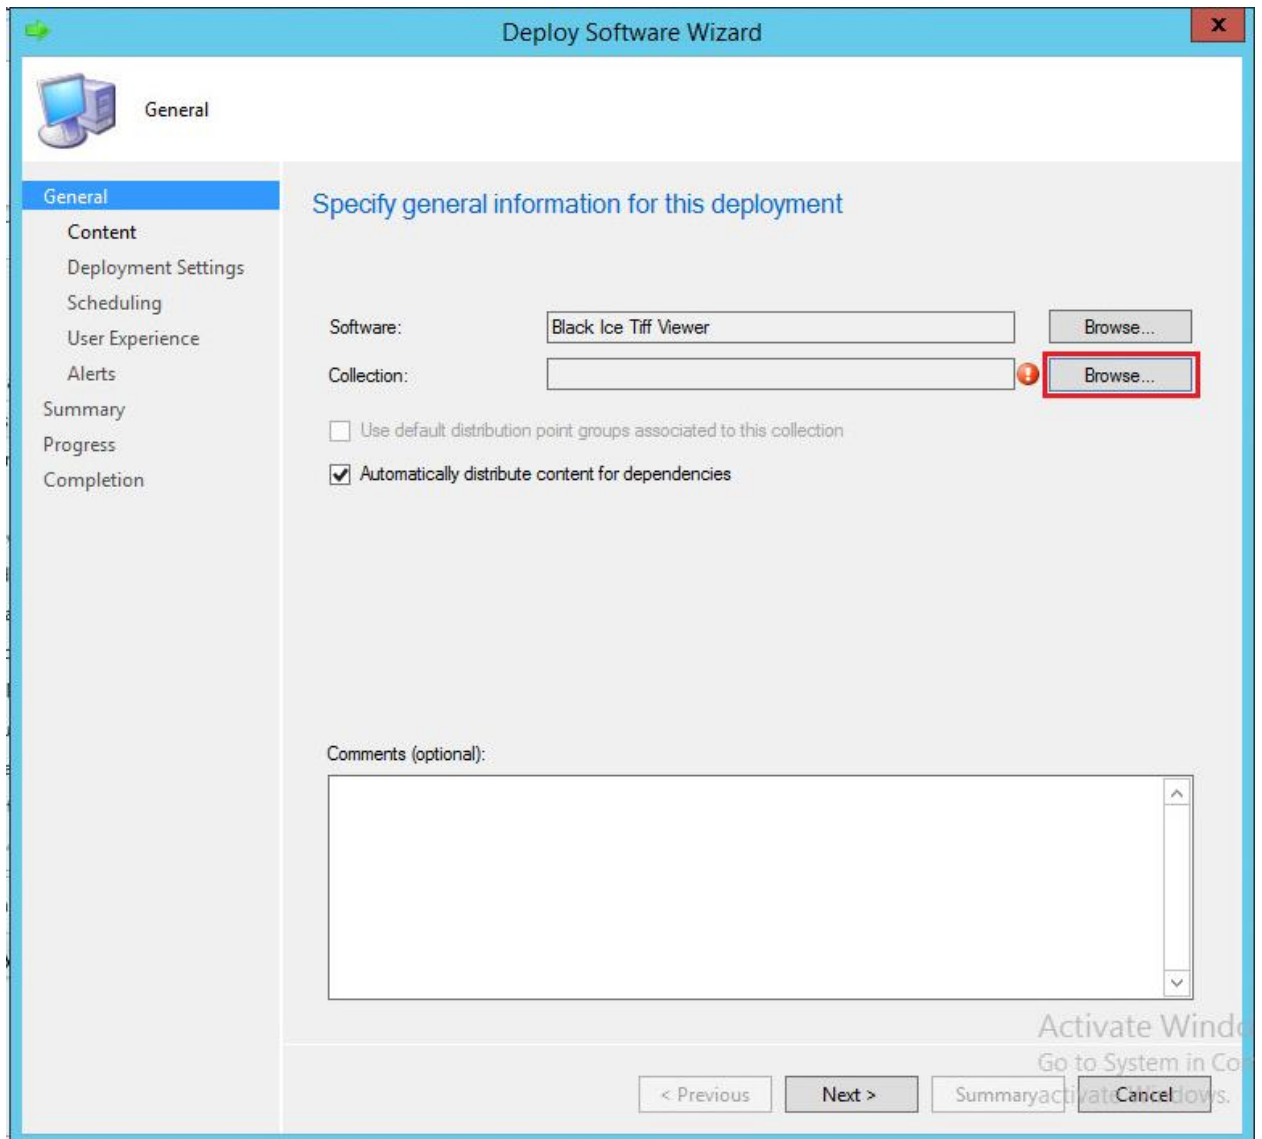 Deploy Software Wizard
X
General
General
Content
Deployment Settings
Scheduling
User Experience
Alerts
Summary
Progress
Completion
Specify general information for this deployment
Software: Black Ice Tiff Viewer Browse...
Collection: Browse...
Use default distribution point groups associated to this collection
Automatically distribute content for dependencies
Comments (optional):
Activate
Go to System in
< Previous Next > Summary Cancel